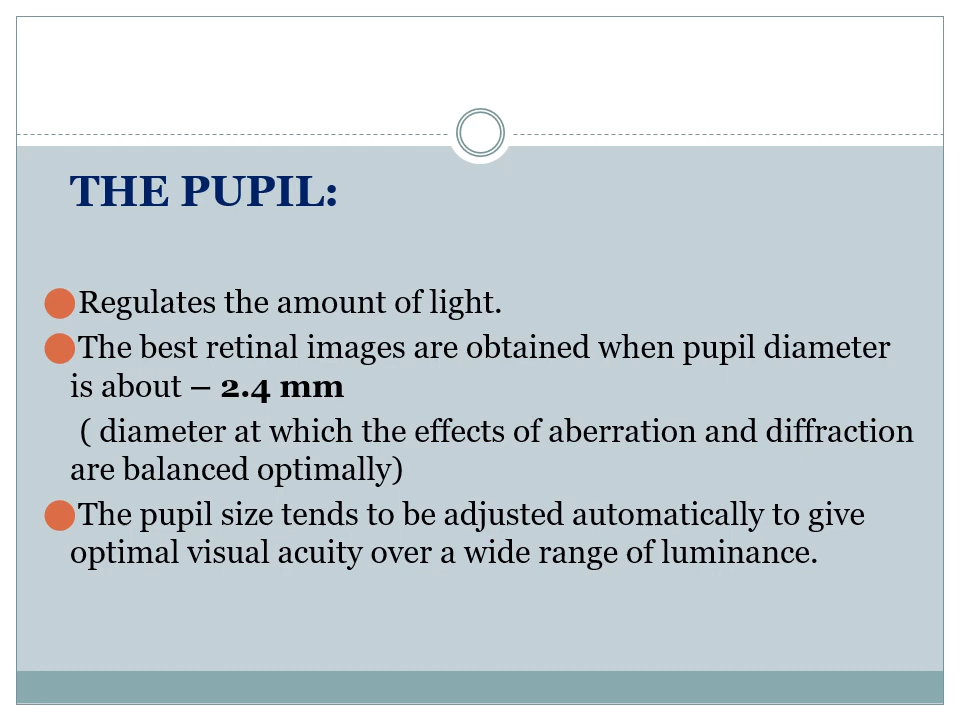 THE PUPIL:
Regulates the amount of light.
The best retinal images are obtained when pupil diameter
is about – 2.4 mm
( diameter at which the effects of aberration and diffraction
are balanced optimally)
The pupil size tends to be adjusted automatically to give
optimal visual acuity over a wide range of luminance.